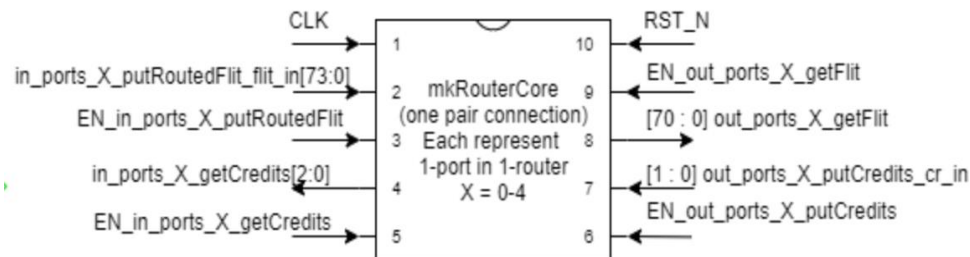 CLK
RST_N
1
10
in_ports_X_putRoutedFlit_flit_in[73:0]
EN_out_ports_X_getFlit
2
mkRouterCore
9
EN_in_ports_X_putRoutedFlit
(one pair connection)
[70 : 0] out_ports_X_getFlit
3
Each represent
8
1-port in 1-router
in_ports_X_getCredits[2:0]
[1 : 0] out_ports_X_putCredits_cr_in
4
X = 0-4
7
EN_in_ports_X_getCredits
EN_out_ports_X_putCredits
5
6